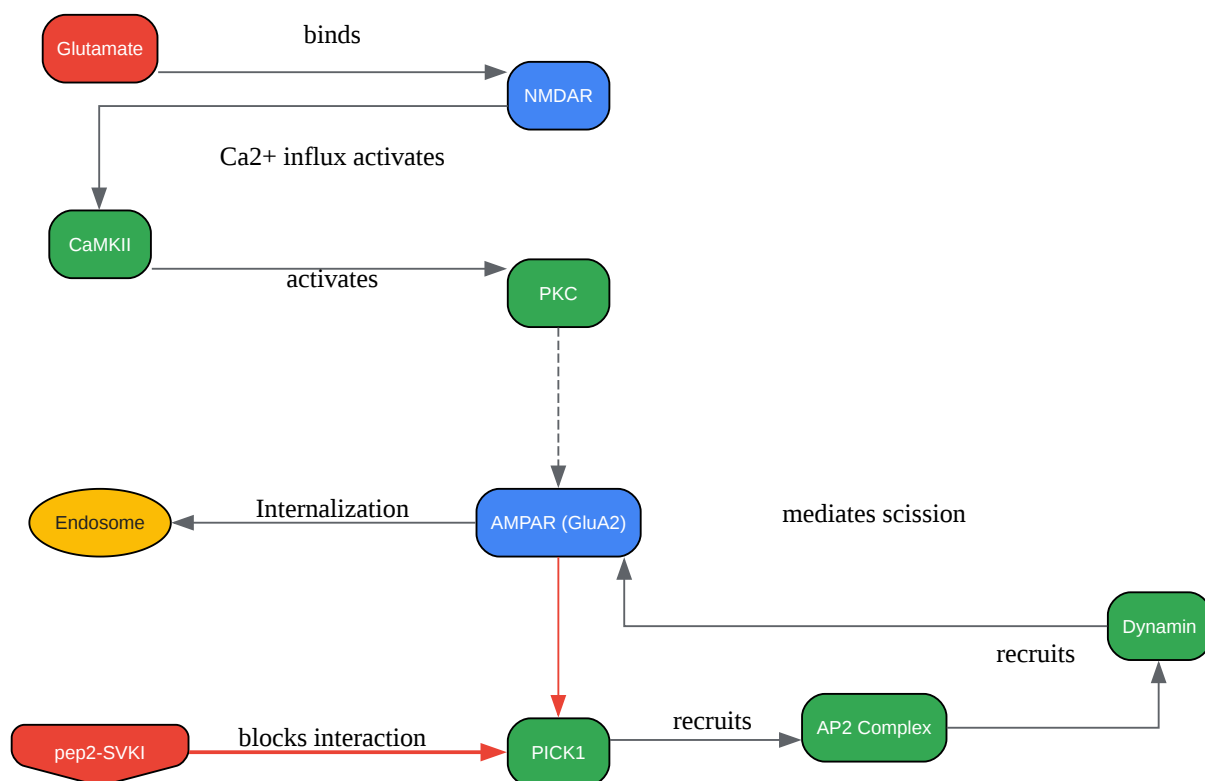 Glutamate
binds
NMDAR
Ca2+ influx activates
CaMKII
activates
PKC
Endosome
Internalization
AMPAR (GluA2)
mediates scission
Dynamin
recruits
pep2-SVKI
blocks interaction
PICK1
recruits
AP2 Complex